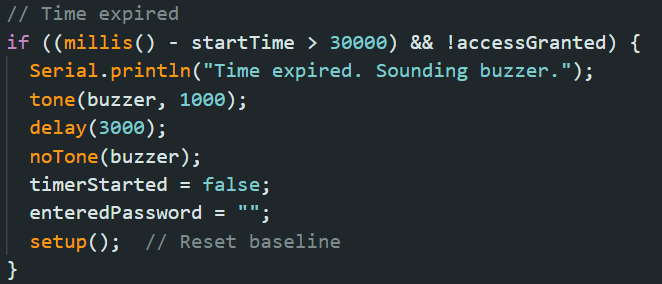 // Time expired
if ((millis() - startTime > 30000) && !accessGranted) {
  Serial.println("Time expired. Sounding buzzer.");
  tone(buzzer, 1000);
  delay(3000);
  noTone(buzzer);
  timerStarted = false;
  enteredPassword = "";
  setup();  // Reset baseline
}